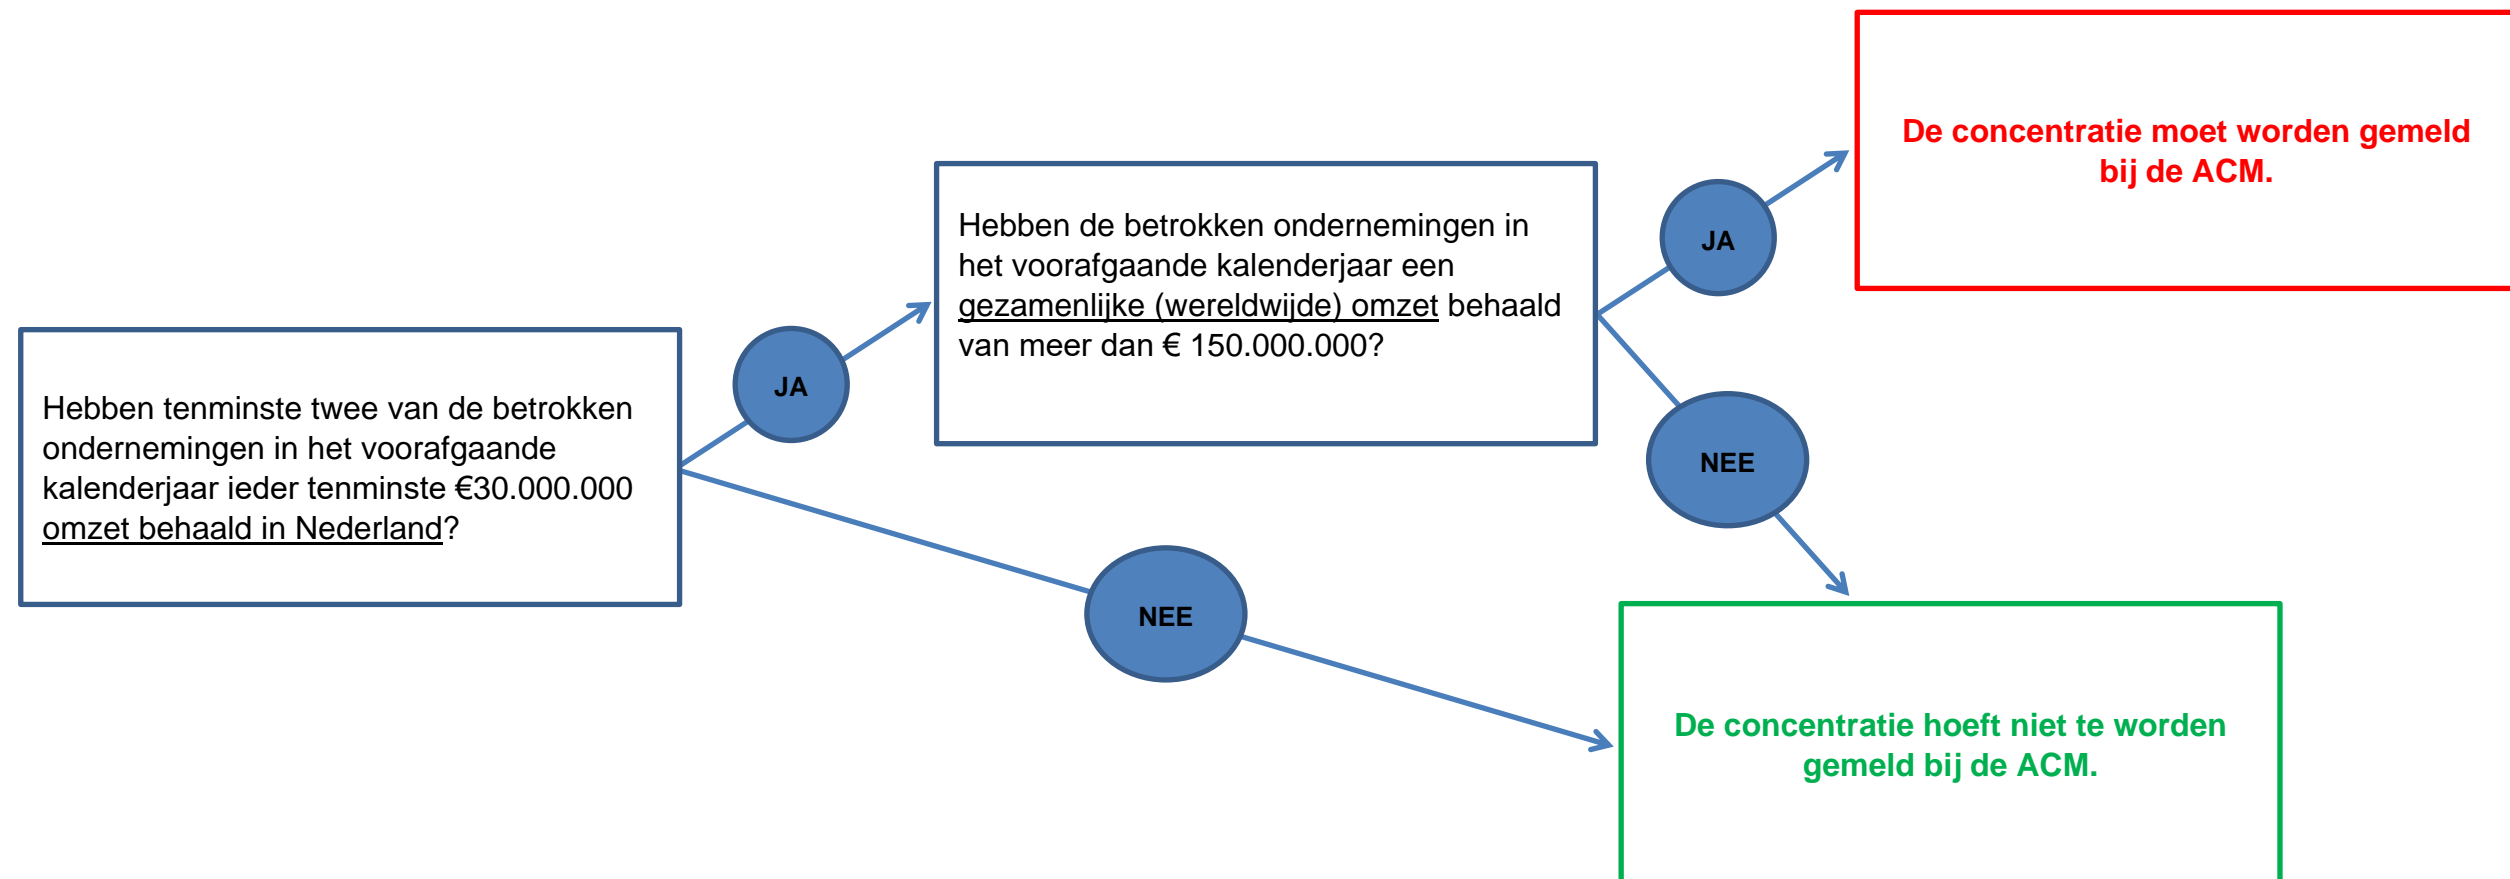 Hebben tenminste twee van de betrokken
ondernemingen in het voorafgaande
kalenderjaar ieder tenminste €30.000.000
omzet behaald in Nederland?
JA
NEE
Hebben de betrokken ondernemingen in
het voorafgaande kalenderjaar een
gezamenlijke (wereldwijde) omzet behaald
van meer dan € 150.000.000?
JA
NEE
De concentratie moet worden gemeld
bij de ACM.
De concentratie hoeft niet te worden
gemeld bij de ACM.